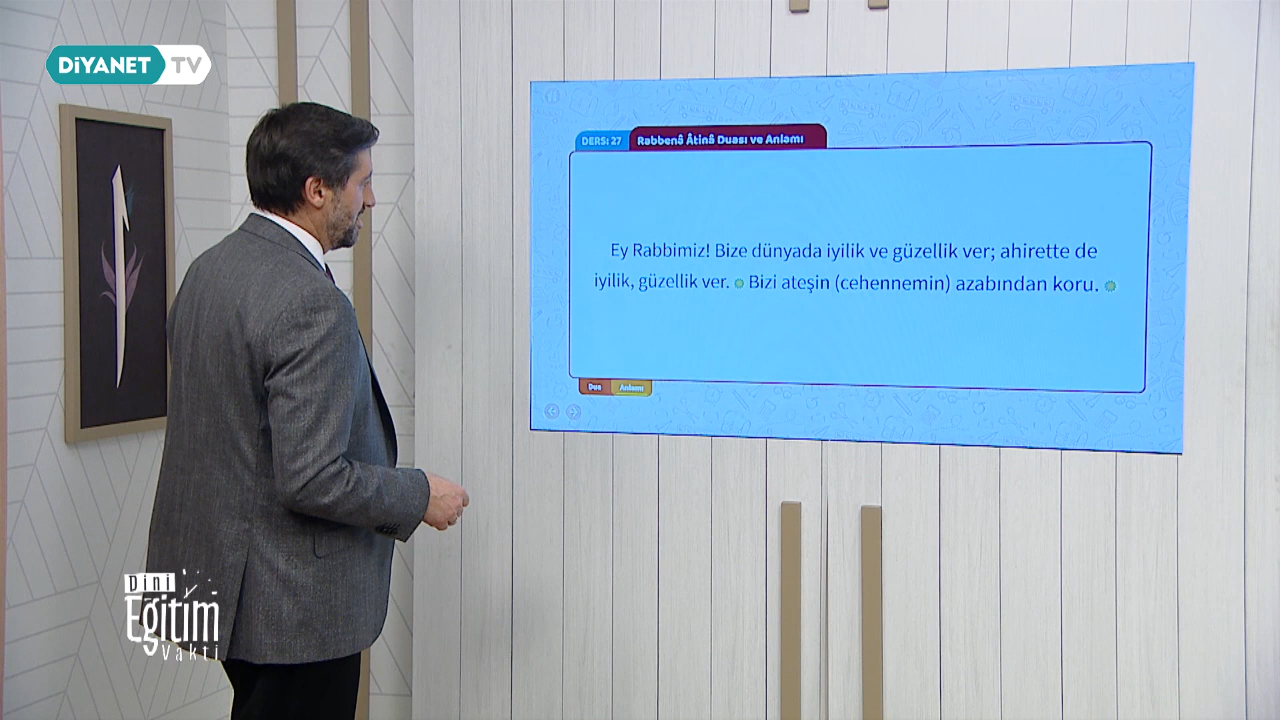 DİYANET TV
DERS: 27 Rabbenâ Âtinâ Duası ve Anlamı
Ey Rabbimiz! Bize dünyada iyilik ve güzellik ver; ahirette de
iyilik, güzellik ver. Bizi ateşin (cehennemin) azabından koru.
Dua Anlamı
Dini
Eğitim
Vakti